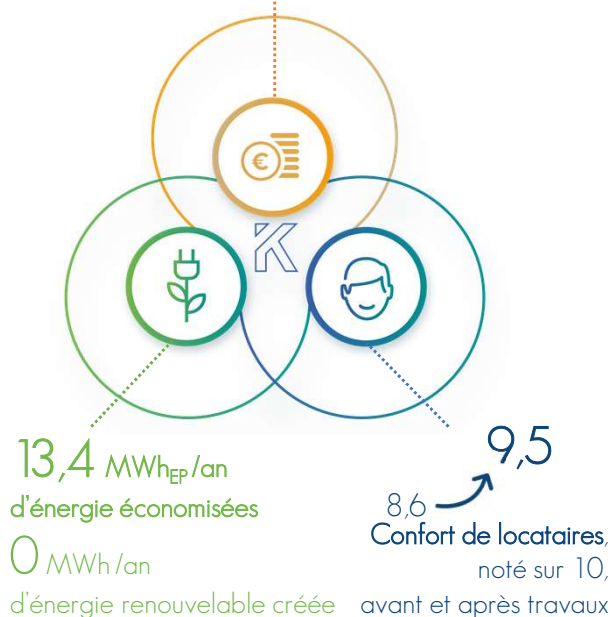 €
K
13,4 MWhEP/an
d'énergie économisées
0 MWh/an
d'énergie renouvelable créée
9,5
8,6
Confort de locataires,
noté sur 10,
avant et après travaux